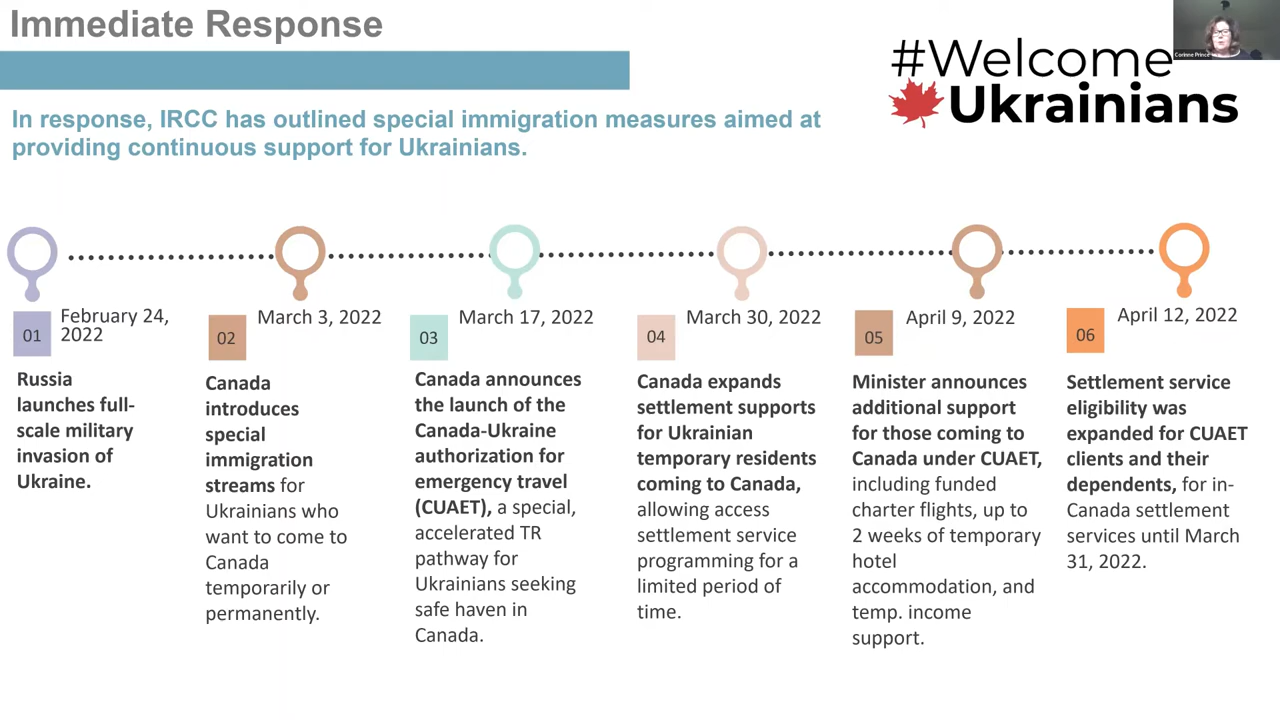 Immediate Response
#Welcome
Ukrainians
Corinne Prince
In response, IRCC has outlined special immigration measures aimed at
providing continuous support for Ukrainians.
01
February 24,
2022
Russia
launches full-
scale military
invasion of
Ukraine.
02
March 3, 2022
Canada
introduces
special
immigration
streams for
Ukrainians who
want to come to
Canada
temporarily or
permanently.
03
March 17, 2022
Canada announces
the launch of the
Canada-Ukraine
authorization for
emergency travel
(CUAET), a special,
accelerated TR
pathway for
Ukrainians seeking
safe haven in
Canada.
04
March 30, 2022
Canada expands
settlement supports
for Ukrainian
temporary residents
coming to Canada,
allowing access
settlement service
programming for a
limited period of
time.
05
April 9, 2022
Minister announces
additional support
for those coming to
Canada under CUAET,
including funded
charter flights, up to
2 weeks of temporary
hotel
accommodation, and
temp. income
support.
06
April 12, 2022
Settlement service
eligibility was
expanded for CUAET
clients and their
dependents, for in-
Canada settlement
services until March
31, 2022.